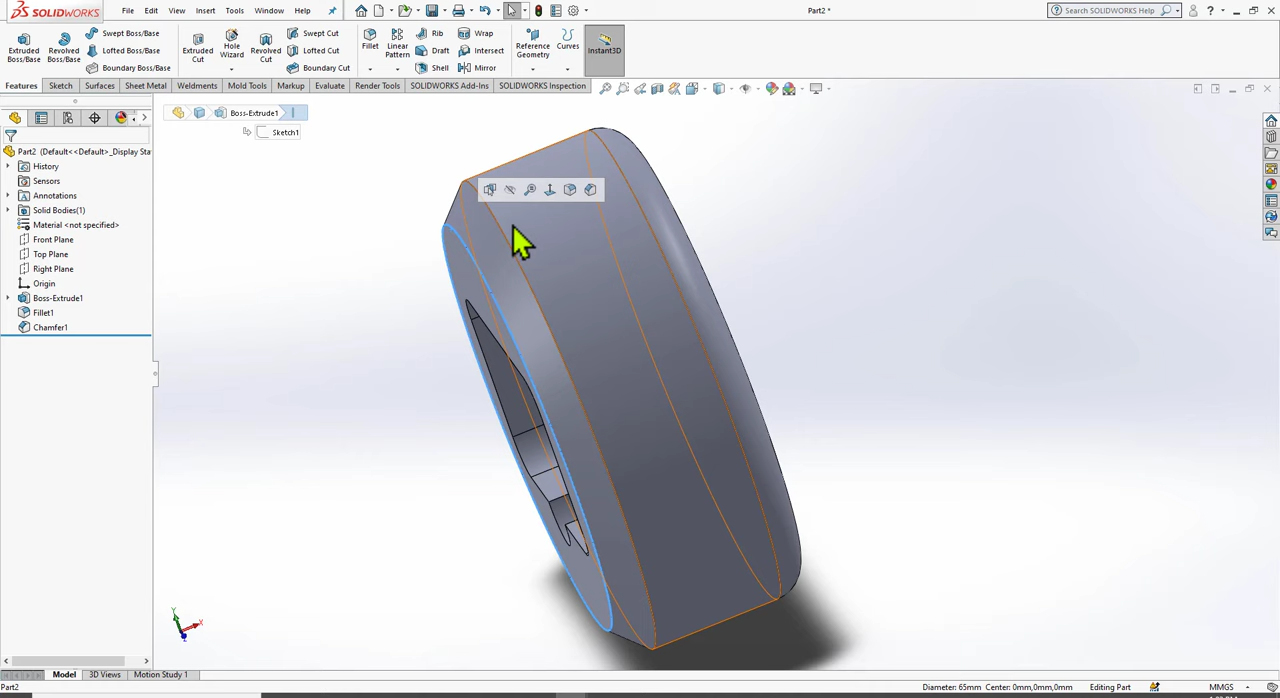 SOLIDWORKS File Edit View Insert Tools Window Help Part2 * Search SOLIDWORKS Help ?
Extruded Boss/Base
Revolved Boss/Base
Swept Boss/Base
Lofted Boss/Base
Boundary Boss/Base
Extruded Cut
Hole Wizard
Revolved Cut
Swept Cut
Lofted Cut
Boundary Cut
Fillet
Linear Pattern
Rib
Draft
Shell
Wrap
Intersect
Mirror
Reference Geometry
Curves
Instant3D
Features Sketch Surfaces Sheet Metal Weldments Mold Tools Markup Evaluate Render Tools SOLIDWORKS Add-Ins SOLIDWORKS Inspection
Boss-Extrude1
Sketch1
Part2 (Default<<Default>_Display Sta
History
Sensors
Annotations
Solid Bodies(1)
Material <not specified>
Front Plane
Top Plane
Right Plane
Origin
Boss-Extrude1
Fillet1
Chamfer1
Y
X
Z
Model 3D Views Motion Study 1
Part2 Diameter: 65mm Center: 0mm,0mm,0mm Editing Part MMGS